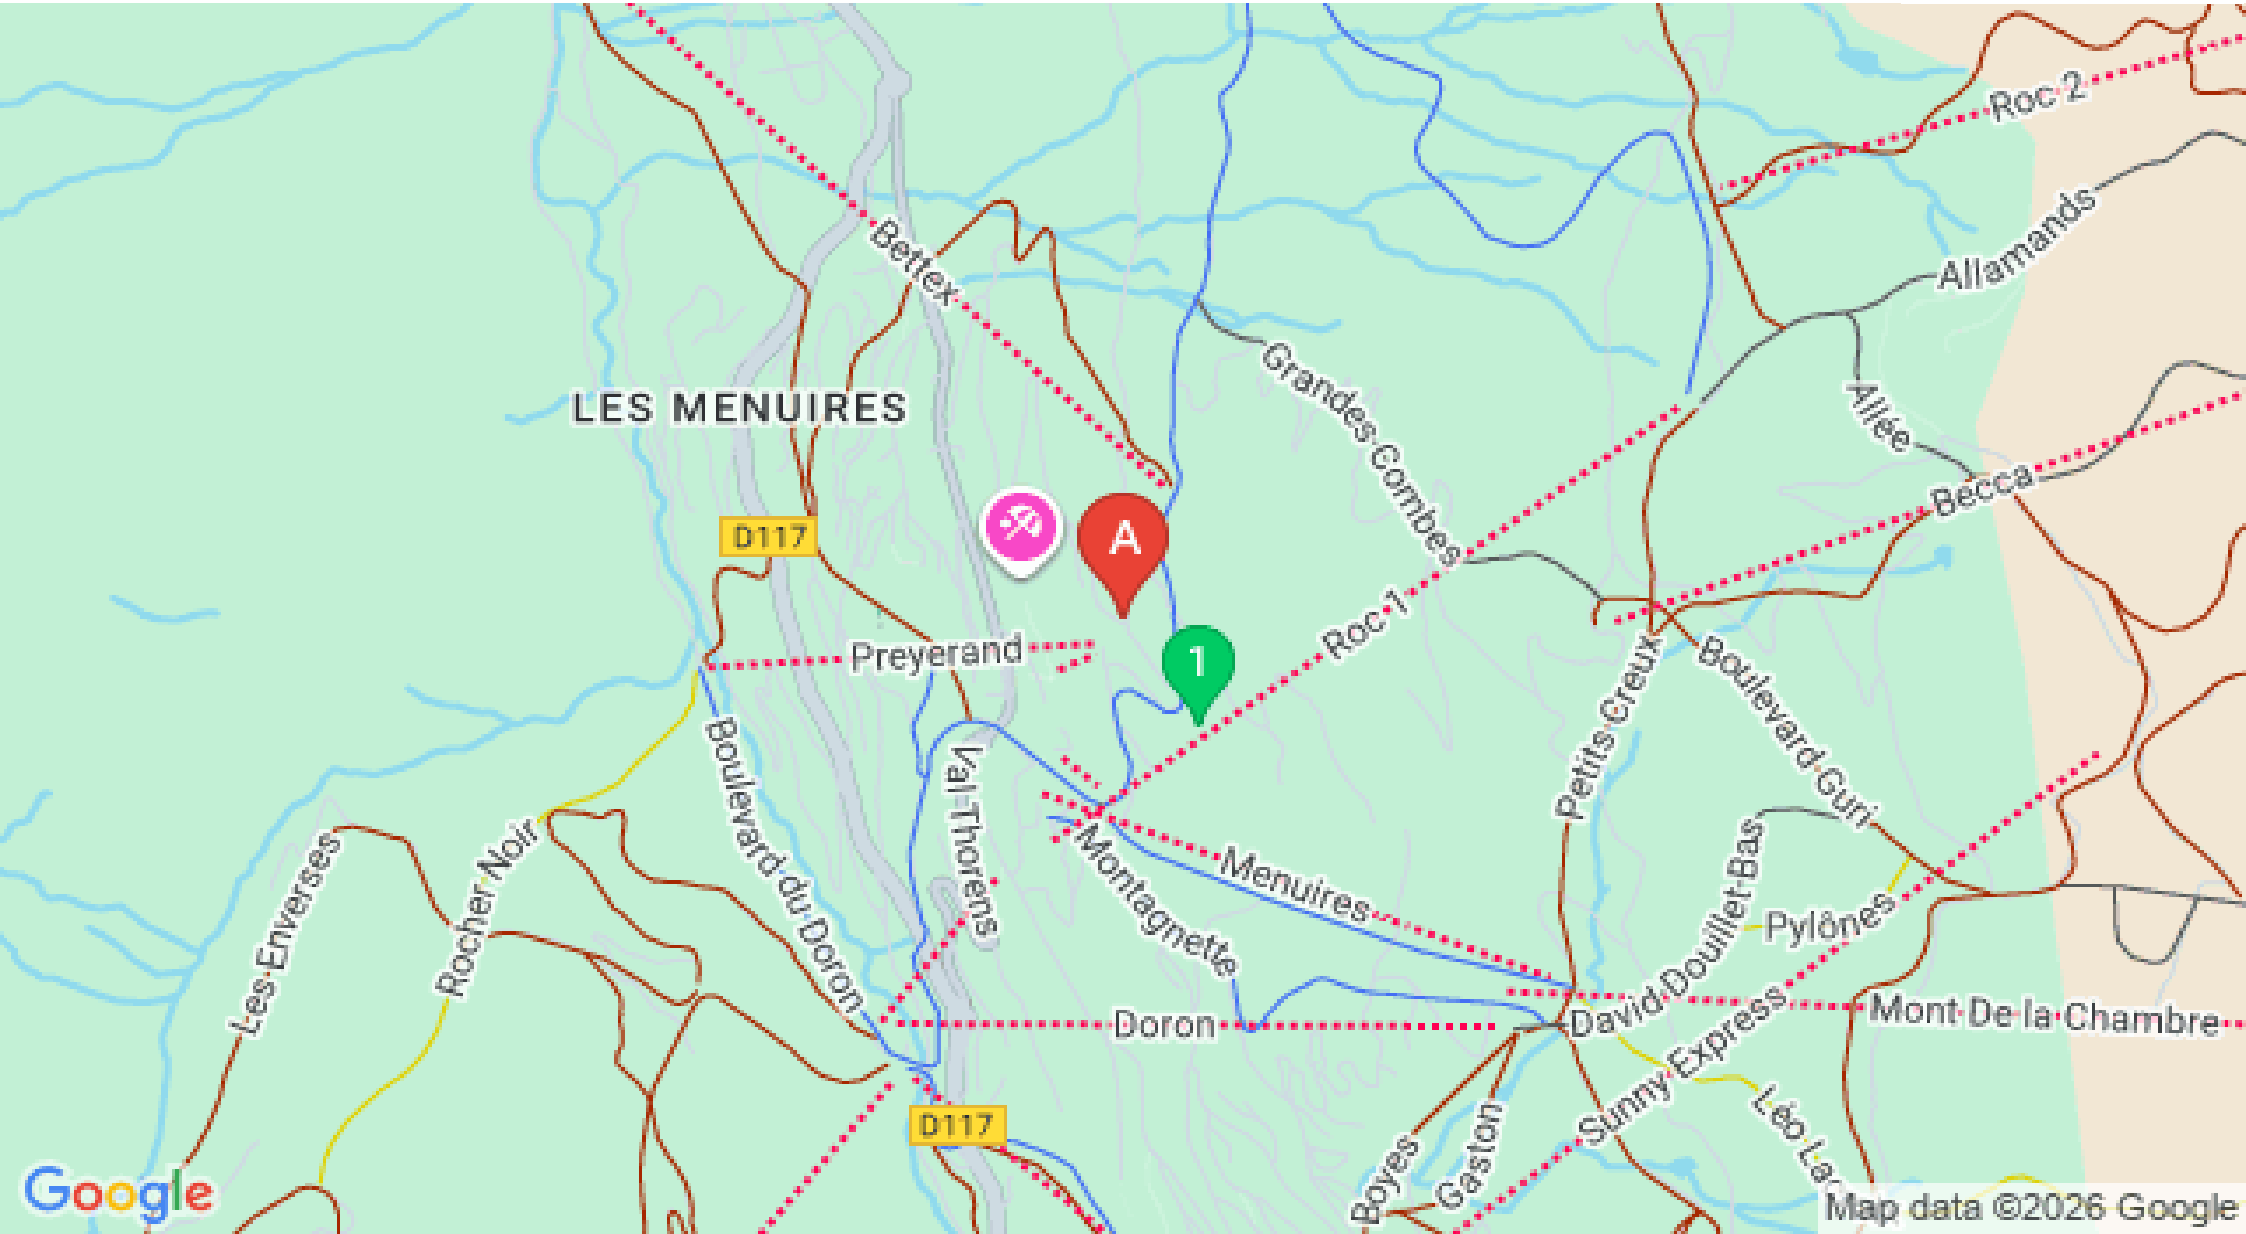 Roc 2
Allamands
Bettex
Grandes Combes
LES MENUIRES
Allée
Becca
D117
A
Roc 1
Preyerand
1
Petits Creux
Boulevard Guri
Boulevard du Doron
Val Thorens
Les Enverses
Rocher Noir
Montagnette
Menuires
David Douillet Bas
Pylônes
Doron
Mont De la Chambre
Sunny Express
D117
Boyes
Gaston
Léo Lac
Google
Map data ©2026 Google